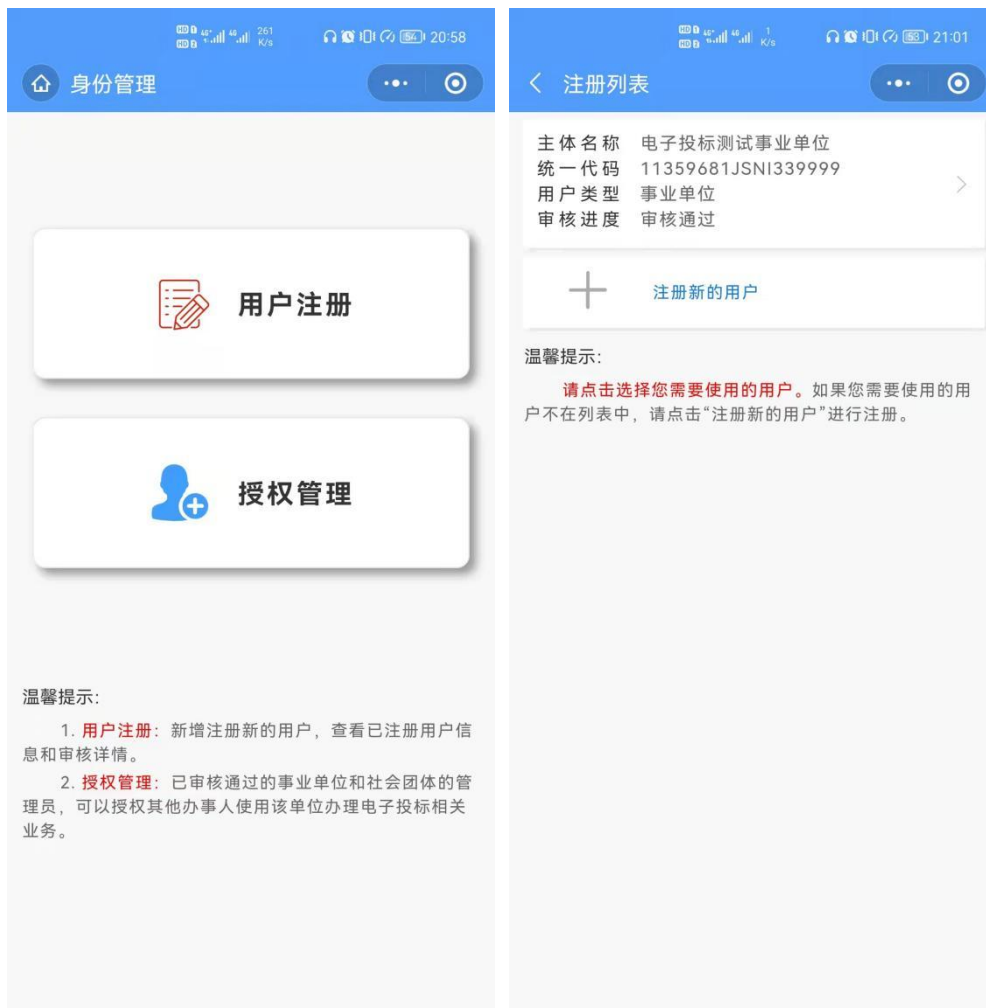 261
K/s
54
20:58
身份管理
用户注册
授权管理
温馨提示：
1. 用户注册：新增注册新的用户，查看已注册用户信
息和审核详情。
2. 授权管理：已审核通过的事业单位和社会团体的管
理员，可以授权其他办事人使用该单位办理电子投标相关
业务。
1
K/s
53
21:01
注册列表
主体名称 电子投标测试事业单位
统一代码 11359681JSNI339999
用户类型 事业单位
审核进度 审核通过
注册新的用户
温馨提示：
请点击选择您需要使用的用户。如果您需要使用的用
户不在列表中，请点击“注册新的用户”进行注册。